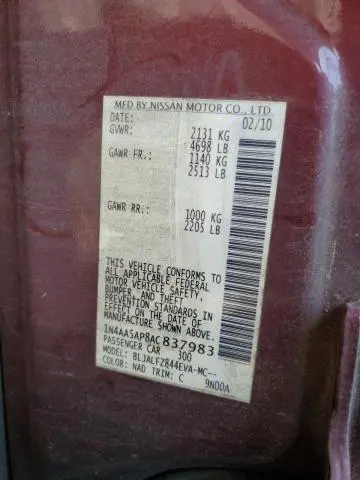 MFD BY NISSAN MOTOR CO., LTD.
DATE: 02/10
GVWR: 2131 KG
4698 LB
GAWR FR.: 1140 KG
2513 LB
GAWR RR.: 1000 KG
2205 LB
THIS VEHICLE CONFORMS TO
ALL APPLICABLE FEDERAL
MOTOR VEHICLE SAFETY,
BUMPER, AND THEFT
PREVENTION STANDARDS IN
EFFECT ON THE DATE OF
MANUFACTURE SHOWN ABOVE.
1N4AA5AP8AC837983
PASSENGER CAR 300
MODEL: BLJALFZ844EVA-MC--
COLOR: NAD TRIM: C 9N00A